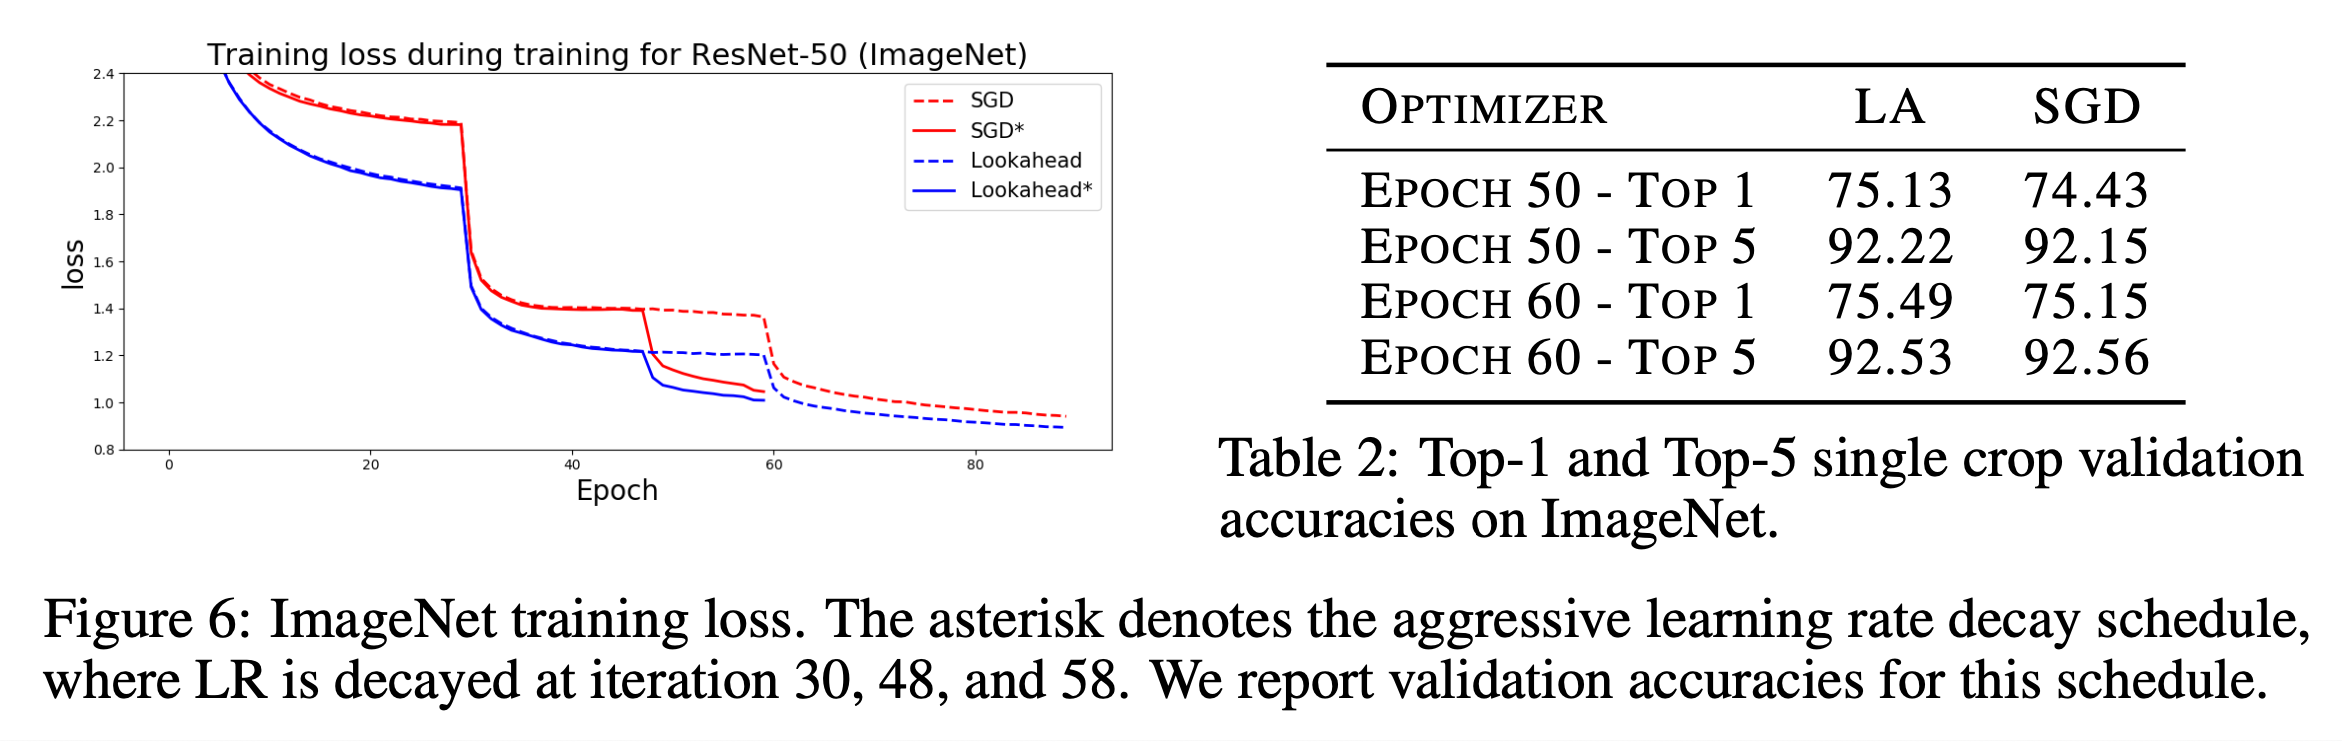 Training loss during training for ResNet-50 (ImageNet)
2.4
2.2
2.0
1.8
1.6
1.4
1.2
1.0
0.8
loss
0 20 40 60 80
Epoch
SGD
SGD*
Lookahead
Lookahead*
OPTIMIZER LA SGD
EPOCH 50 - TOP 1 75.13 74.43
EPOCH 50 - TOP 5 92.22 92.15
EPOCH 60 - TOP 1 75.49 75.15
EPOCH 60 - TOP 5 92.53 92.56
Table 2: Top-1 and Top-5 single crop validation
accuracies on ImageNet.
Figure 6: ImageNet training loss. The asterisk denotes the aggressive learning rate decay schedule,
where LR is decayed at iteration 30, 48, and 58. We report validation accuracies for this schedule.